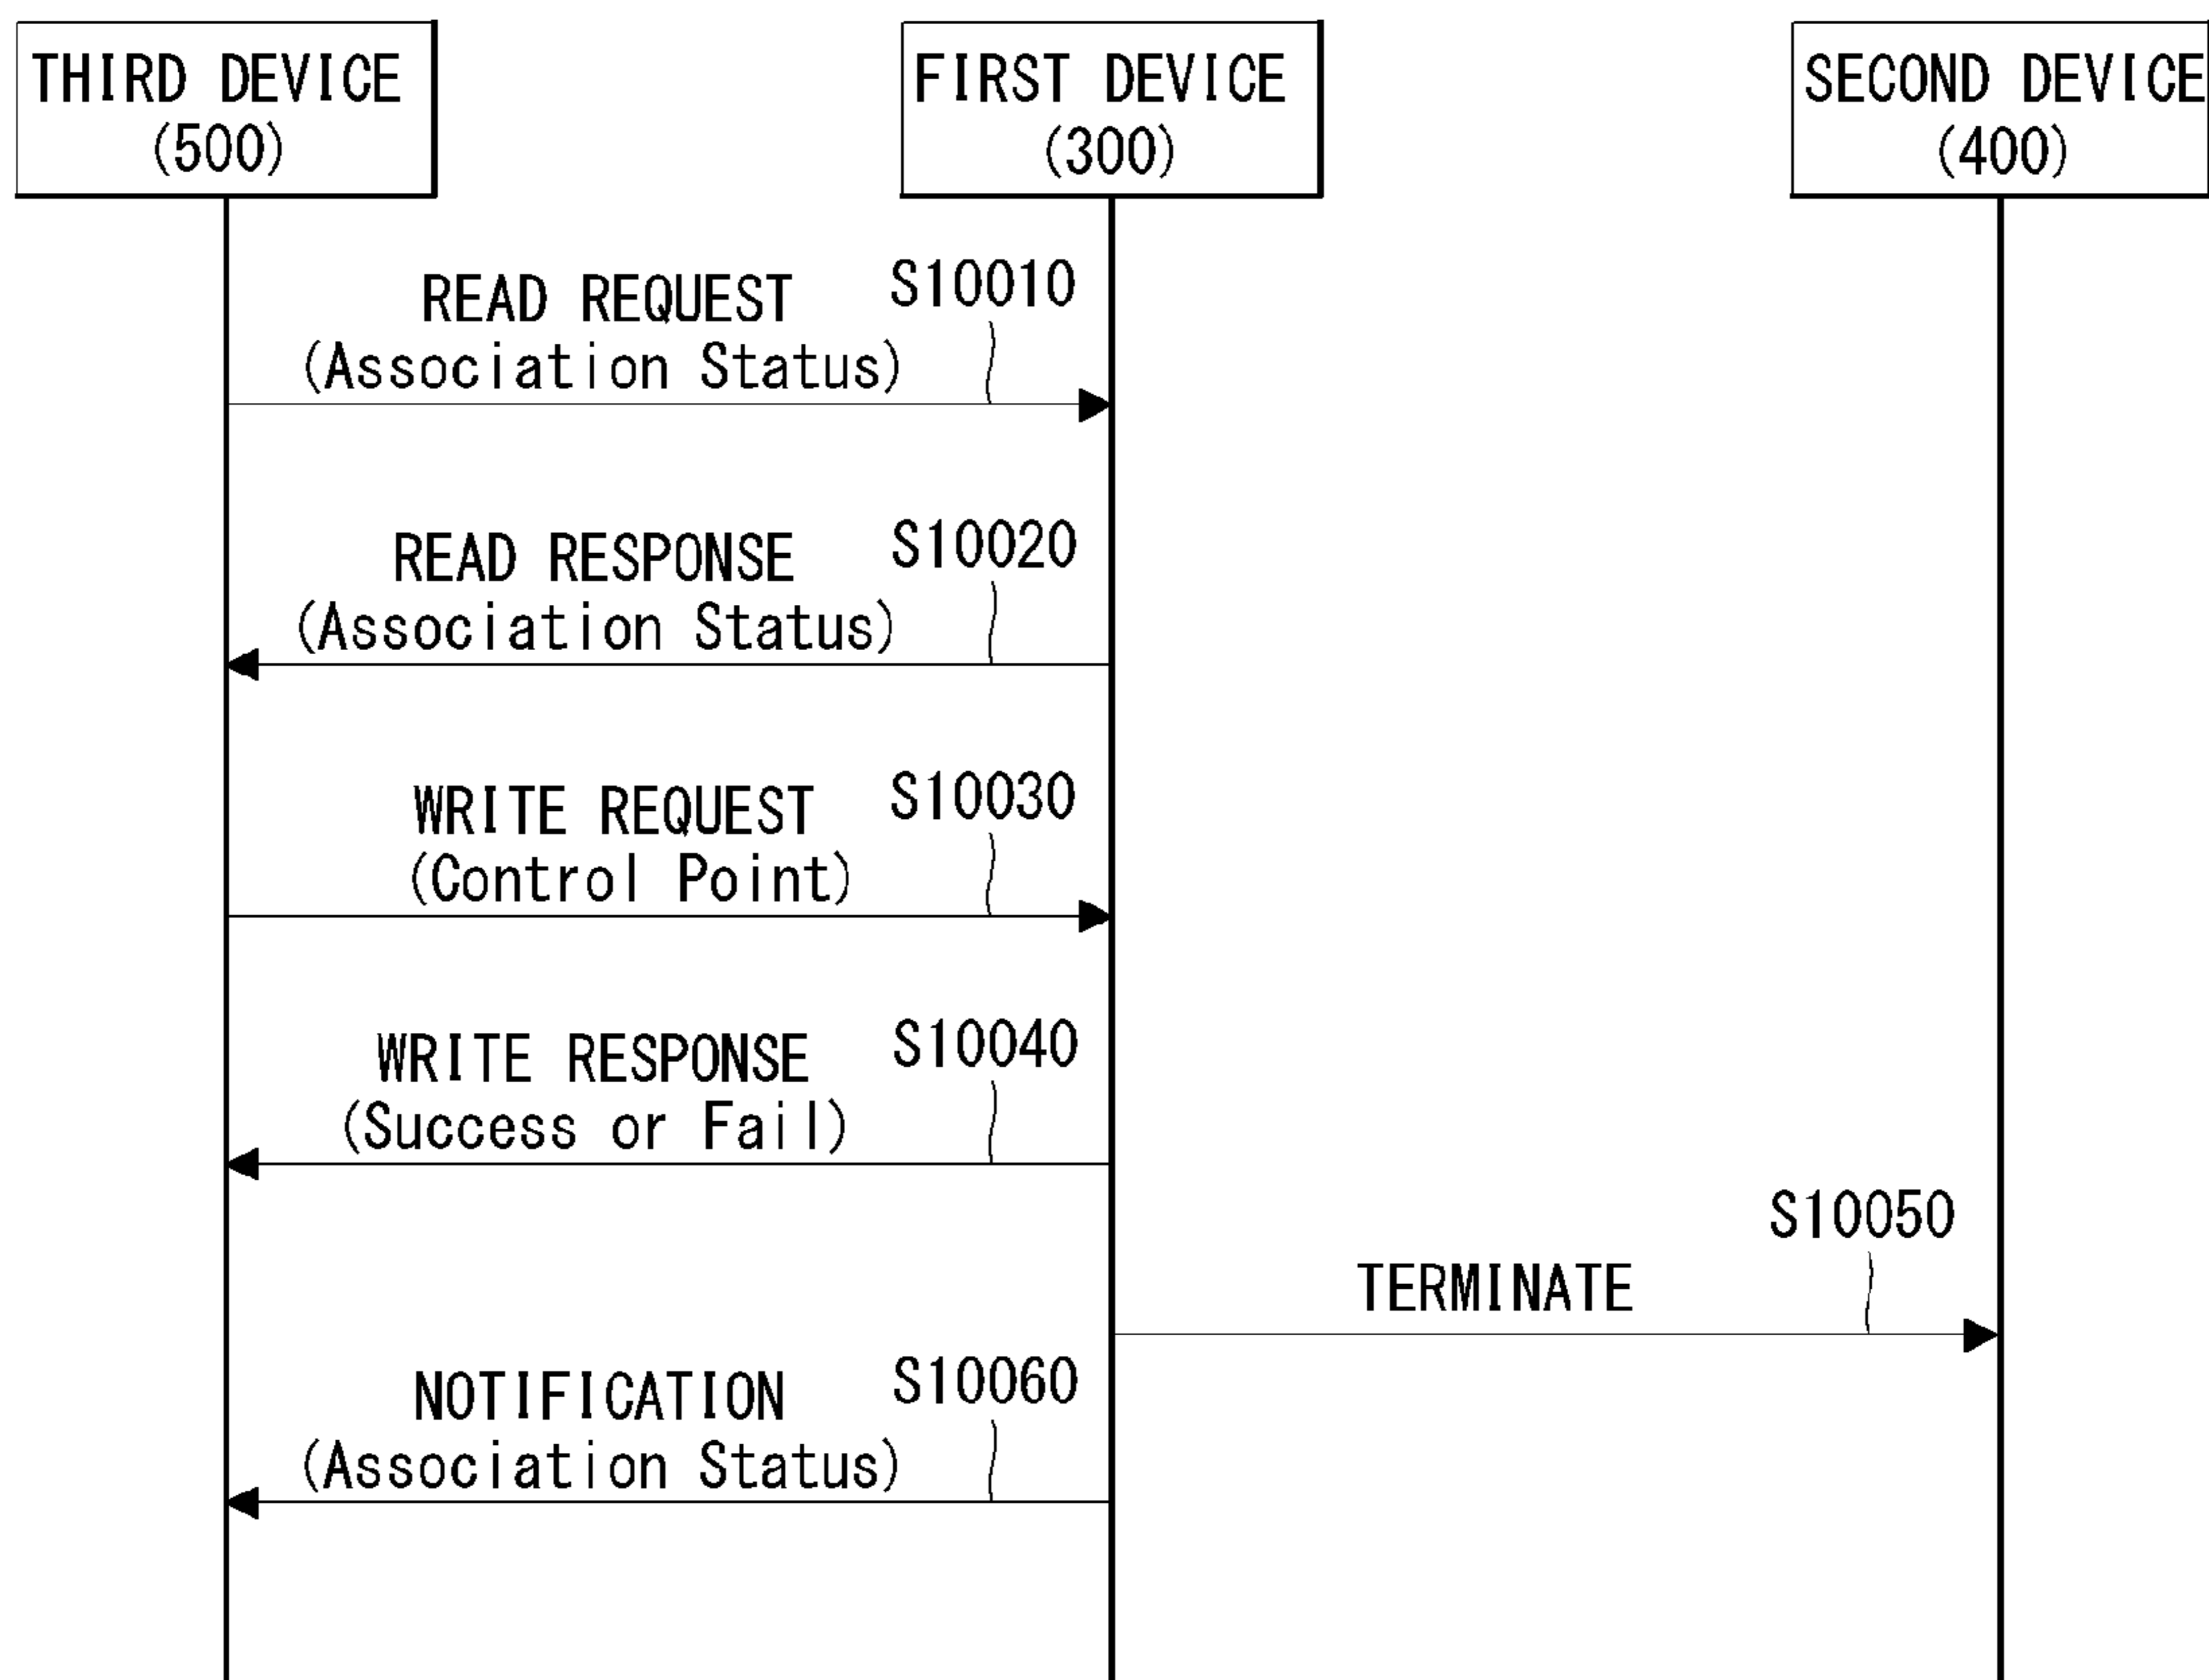 THIRD DEVICE
(500)
FIRST DEVICE
(300)
SECOND DEVICE
(400)
READ REQUEST
(Association Status)
S10010
READ RESPONSE
(Association Status)
S10020
WRITE REQUEST
(Control Point)
S10030
WRITE RESPONSE
(Success or Fail)
S10040
TERMINATE
S10050
NOTIFICATION
(Association Status)
S10060